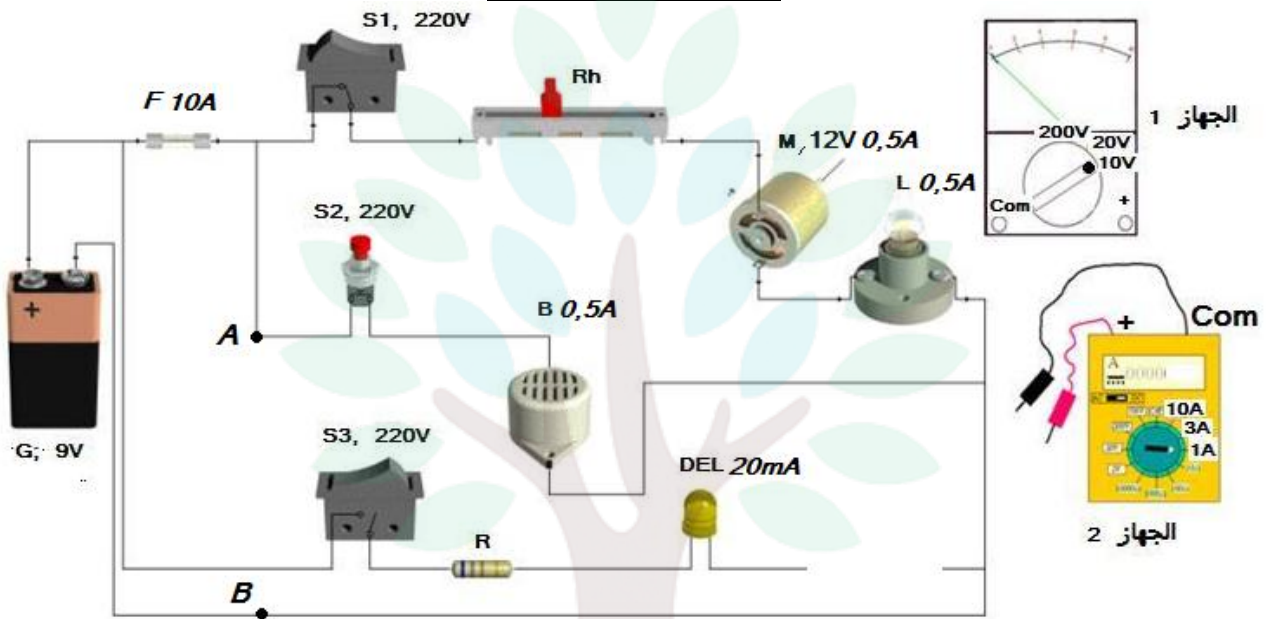 S1, 220V
F 10A
Rh
M, 12V 0,5A
L 0,5A
200V
20V
10V
Com
+
الجهاز 1
S2, 220V
A
B 0,5A
+
G; 9V
S3, 220V
DEL 20mA
R
B
+
Com
A
0000
10A
3A
1A
الجهاز 2